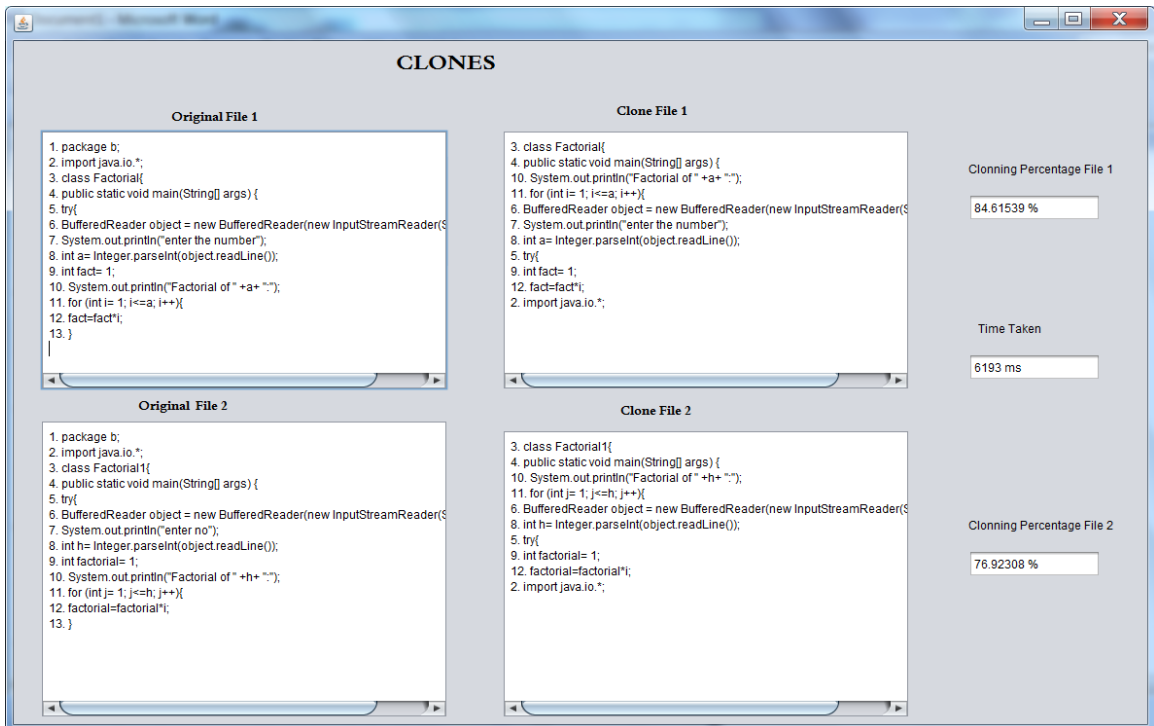 Document1 - Microsoft Word
CLONES
Original File 1
1. package b;
2. import java.io.*;
3. class Factorial{
4. public static void main(String[] args) {
5. try{
6. BufferedReader object = new BufferedReader(new InputStreamReader(S
7. System.out.println("enter the number");
8. int a= Integer.parseInt(object.readLine());
9. int fact= 1;
10. System.out.println("Factorial of " +a+ ":");
11. for (int i= 1; i<=a; i++){
12. fact=fact*i;
13. }
Clone File 1
3. class Factorial{
4. public static void main(String[] args) {
10. System.out.println("Factorial of " +a+ ":");
11. for (int i= 1; i<=a; i++){
6. BufferedReader object = new BufferedReader(new InputStreamReader(S
7. System.out.println("enter the number");
8. int a= Integer.parseInt(object.readLine());
5. try{
9. int fact= 1;
12. fact=fact*i;
2. import java.io.*;
Clonning Percentage File 1
84.61539 %
Time Taken
6193 ms
Original File 2
1. package b;
2. import java.io.*;
3. class Factorial1{
4. public static void main(String[] args) {
5. try{
6. BufferedReader object = new BufferedReader(new InputStreamReader(S
7. System.out.println("enter no");
8. int h= Integer.parseInt(object.readLine());
9. int factorial= 1;
10. System.out.println("Factorial of " +h+ ":");
11. for (int j= 1; j<=h; j++){
12. factorial=factorial*i;
13. }
Clone File 2
3. class Factorial1{
4. public static void main(String[] args) {
10. System.out.println("Factorial of " +h+ ":");
11. for (int j= 1; j<=h; j++){
6. BufferedReader object = new BufferedReader(new InputStreamReader(S
8. int h= Integer.parseInt(object.readLine());
5. try{
9. int factorial= 1;
12. factorial=factorial*i;
2. import java.io.*;
Clonning Percentage File 2
76.92308 %